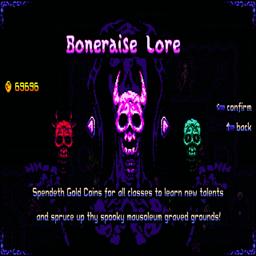 Boneraise Lore
69696
confirm
back
Spendeth Gold Coins for all classes to learn new talents
and spruce up thy spooky mausoleum graved grounds!